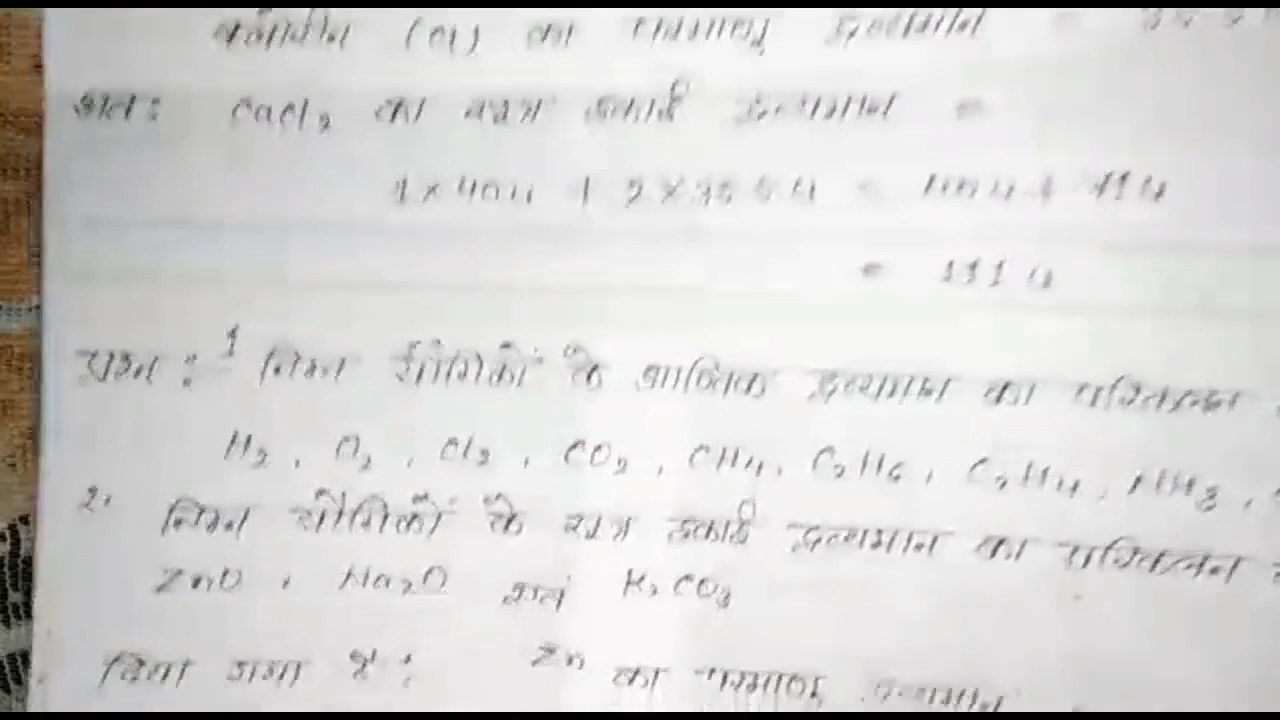 क्लोरीन (Cl) का परमाणु द्रव्यमान =
अतः CaCl₂ का सूत्र इकाई द्रव्यमान =
1×40u + 2×35.5u = 40u + 71u
= 111u
प्रश्न : 1 निम्न यौगिकों के आण्विक द्रव्यमान का परिकलन
H₂, O₂, Cl₂, CO₂, CH₄, C₂H₆, C₂H₄, NH₃,
2. निम्न यौगिकों के सूत्र इकाई द्रव्यमान का परिकलन
ZnO, Na₂O एवं K₂CO₃
दिया गया है : Zn का परमाणु द्रव्यमान